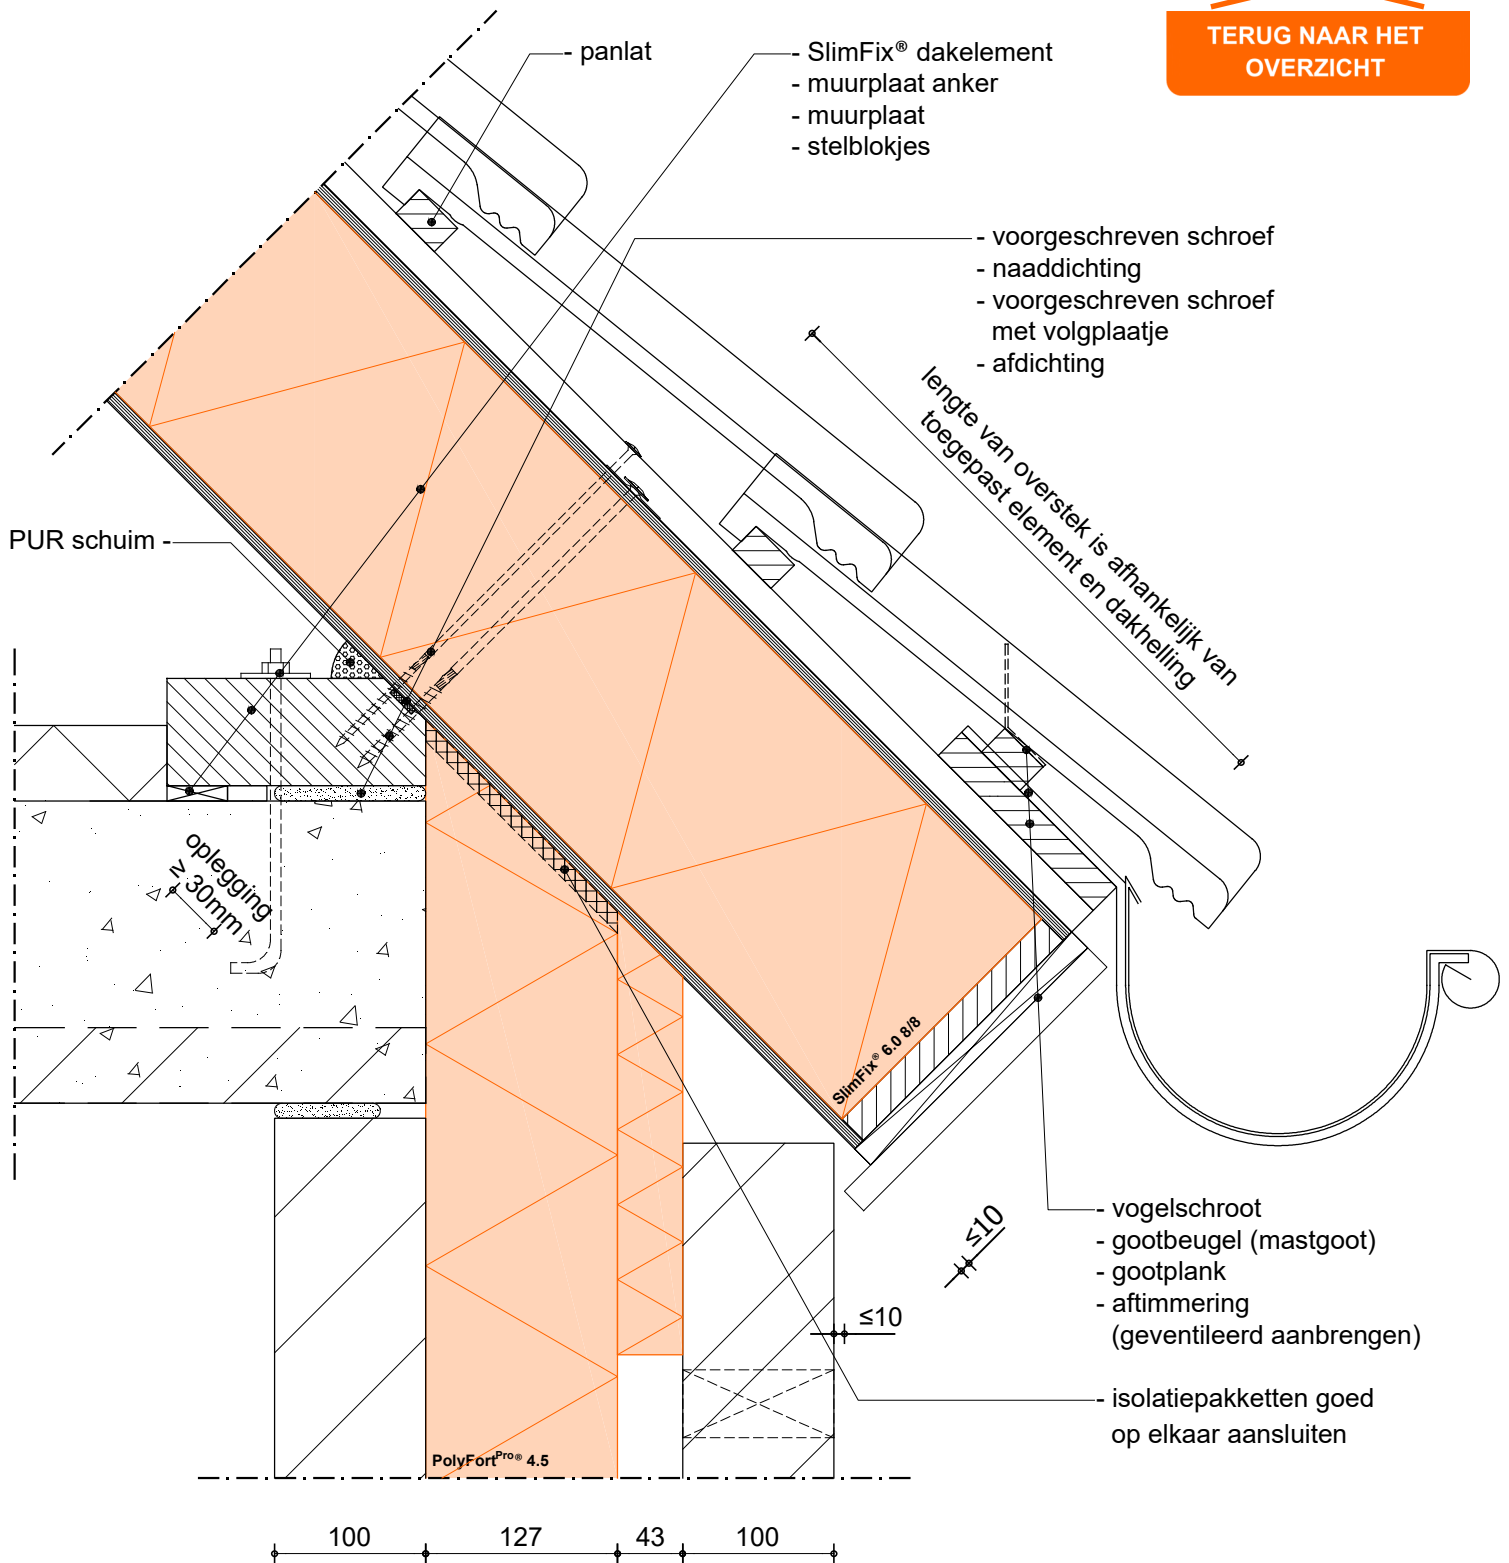 TERUG NAAR HET
OVERZICHT
- panlat
- SlimFix® dakelement
- muurplaat anker
- muurplaat
- stelblokjes
- voorgeschreven schroef
- naaddichting
- voorgeschreven schroef
met volgplaatje
- afdichting
lengte van overstek is afhankelijk van
toegepast element en dakhelling
PUR schuim -
oplegging
≥ 30mm
SlimFix® 6.0 8/8
- vogelschroot
- gootbeugel (mastgoot)
- gootplank
- aftimmering
(geventileerd aanbrengen)
≤10
≤10
- isolatiepakketten goed
op elkaar aansluiten
PolyFortPro® 4.5
100 127 43 100